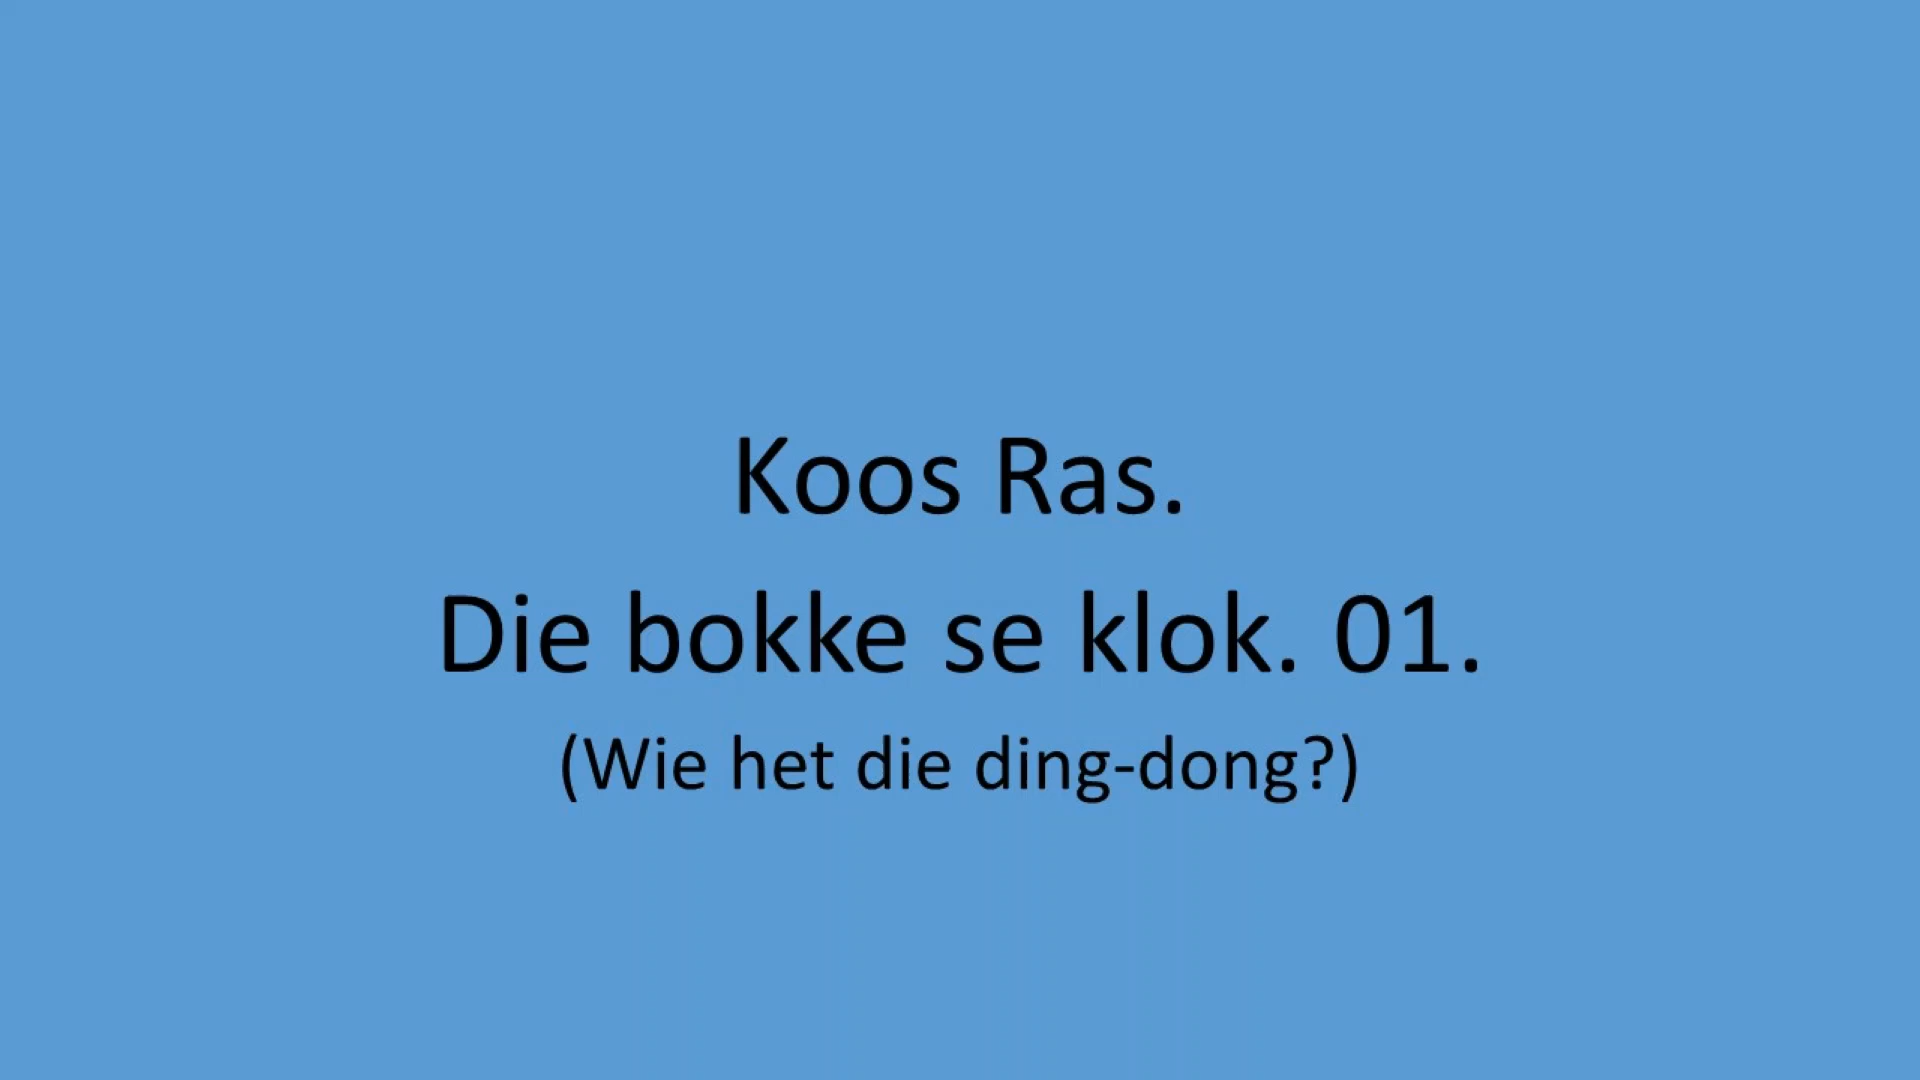 Koos Ras.
Die bokke se klok. 01.
(Wie het die ding-dong?)